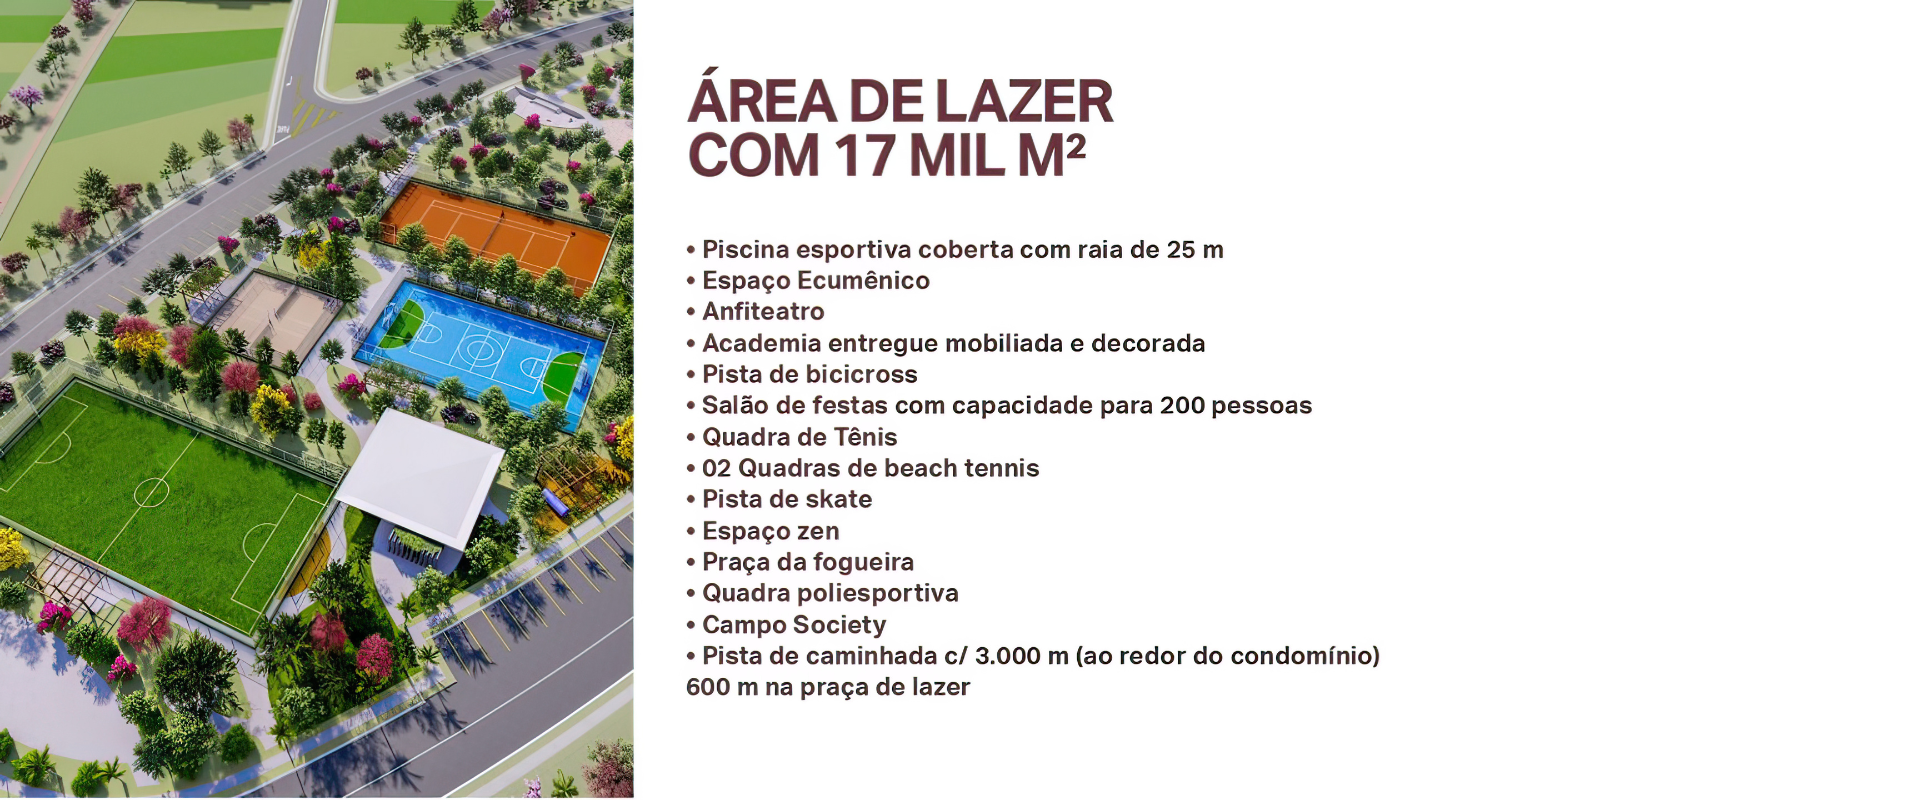 ÁREA DE LAZER
COM 17 MIL M²
• Piscina esportiva coberta com raia de 25 m
• Espaço Ecumênico
• Anfiteatro
• Academia entregue mobiliada e decorada
• Pista de bicicross
• Salão de festas com capacidade para 200 pessoas
• Quadra de Tênis
• 02 Quadras de beach tennis
• Pista de skate
• Espaço zen
• Praça da fogueira
• Quadra poliesportiva
• Campo Society
• Pista de caminhada c/ 3.000 m (ao redor do condomínio)
600 m na praça de lazer